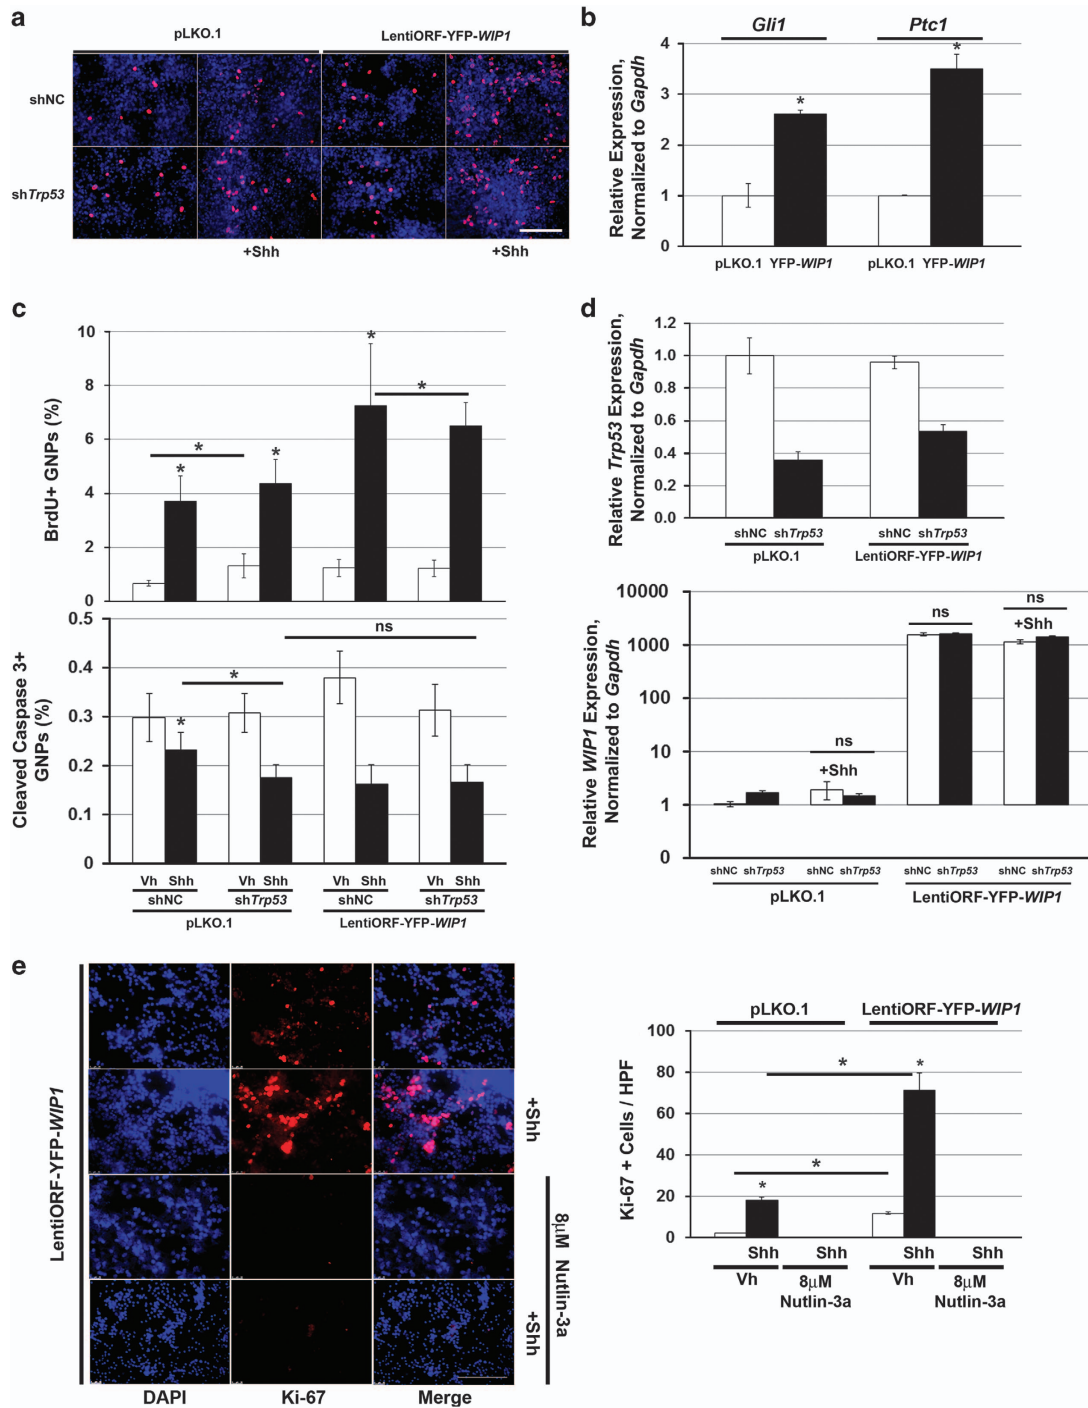 a
pLKO.1
LentiORF-YFP-WIP1
shNC
shTrp53
+Shh
+Shh
b
Gli1
Ptc1
Relative Expression,
Normalized to Gapdh
4
3
2
1
0
*
*
pLKO.1 YFP-WIP1
pLKO.1 YFP-WIP1
c
BrdU+ GNPs (%)
10
8
6
4
2
0
*
*
*
*
*
Cleaved Caspase 3+
GNPs (%)
0.5
0.4
0.3
0.2
0.1
0
ns
*
*
Vh Shh
Vh Shh
Vh Shh
Vh Shh
shNC
shTrp53
shNC
shTrp53
pLKO.1
LentiORF-YFP-WIP1
d
Relative Trp53 Expression,
Normalized to Gapdh
1.2
1.0
0.8
0.6
0.4
0.2
0.0
shNC shTrp53
shNC shTrp53
pLKO.1
LentiORF-YFP-WIP1
Relative WIP1 Expression,
Normalized to Gapdh
10000
1000
100
10
1
0
ns
+Shh
ns
ns
+Shh
shNC shTrp53
shNC shTrp53
shNC shTrp53
shNC shTrp53
pLKO.1
LentiORF-YFP-WIP1
e
LentiORF-YFP-WIP1
+Shh
8μM Nutlin-3a
+Shh
DAPI
Ki-67
Merge
pLKO.1
LentiORF-YFP-WIP1
Ki-67 + Cells / HPF
100
80
60
40
20
0
*
*
*
*
Shh
Shh
Shh
Shh
Vh
8μM
Nutlin-3a
Vh
8μM
Nutlin-3a